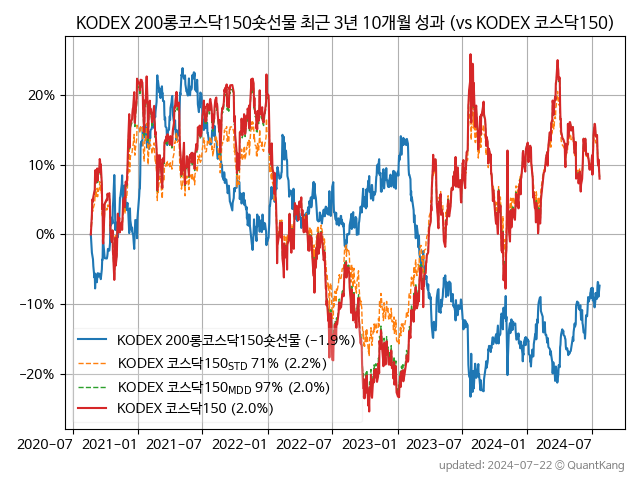 KODEX 200롱코스닥150숏선물 최근 3년 10개월 성과 (vs KODEX 코스닥150)
20%
10%
0%
−10%
−20%
KODEX 200롱코스닥150숏선물 (−1.9%)
KODEX 코스닥150STD 71% (2.2%)
KODEX 코스닥150MDD 97% (2.0%)
KODEX 코스닥150 (2.0%)
2020-07 2021-01 2021-07 2022-01 2022-07 2023-01 2023-07 2024-01 2024-07
updated: 2024-07-22 © QuantKang